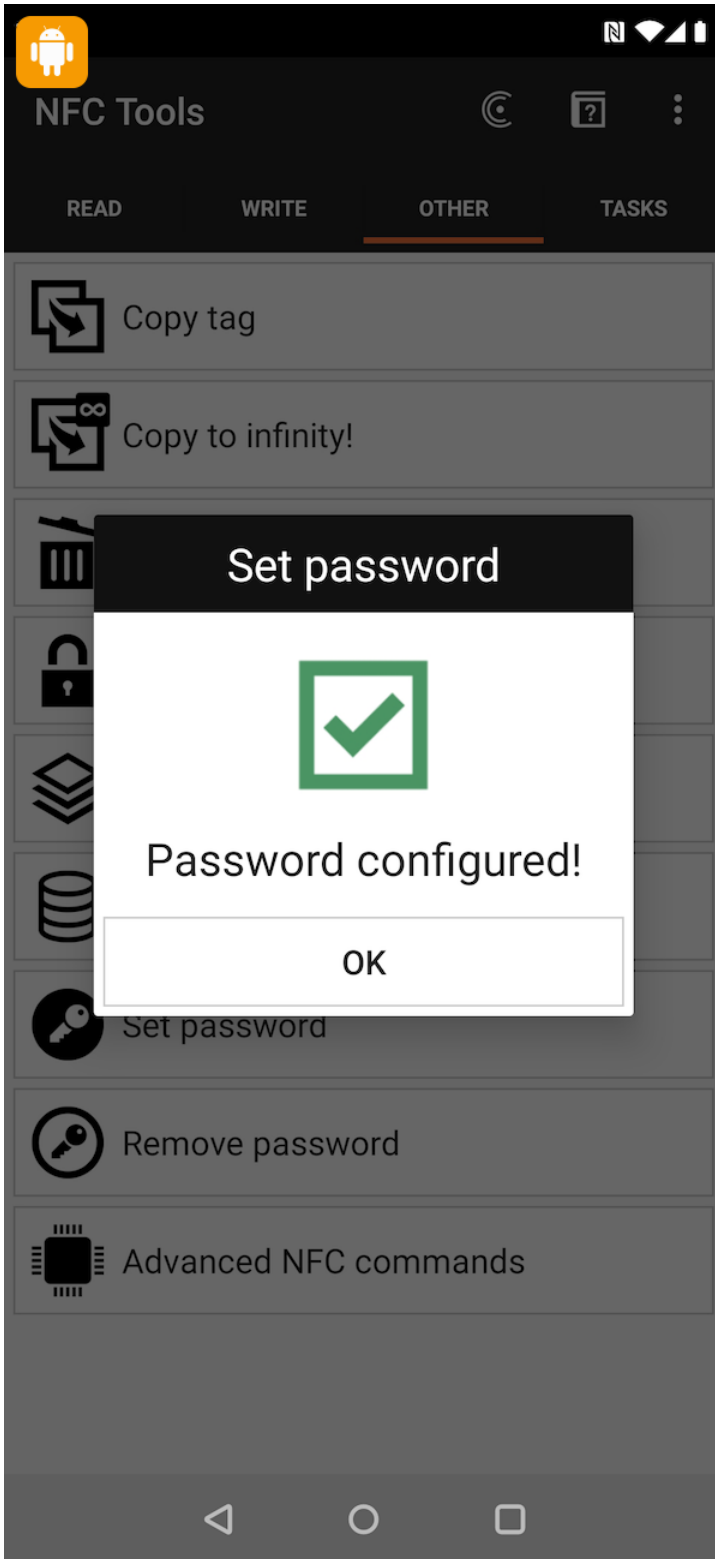 NFC Tools
READ
WRITE
OTHER
TASKS
Copy tag
Copy to infinity!
Set password
Password configured!
OK
Set password
Remove password
Advanced NFC commands